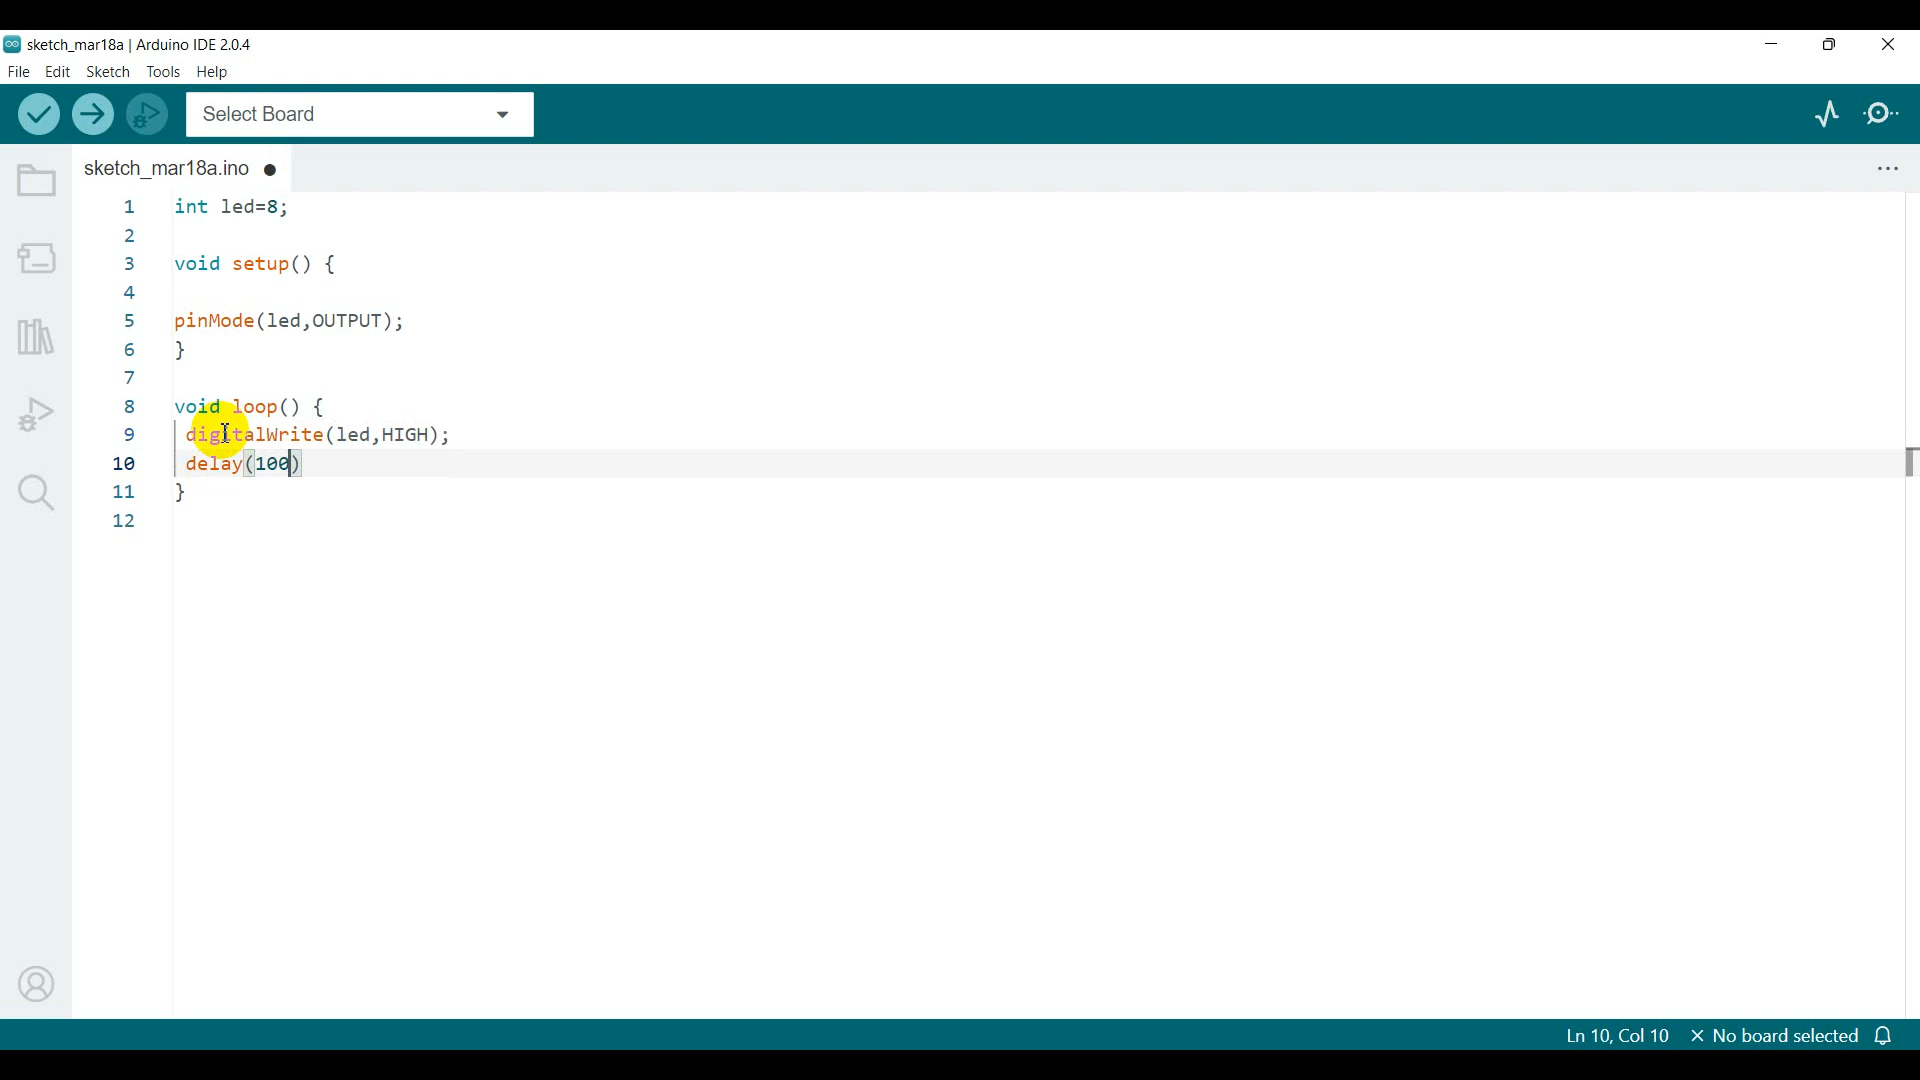 sketch_mar18a | Arduino IDE 2.0.4
File Edit Sketch Tools Help
Select Board
sketch_mar18a.ino
1 int led=8;
2
3 void setup() {
4
5 pinMode(led,OUTPUT);
6 }
7
8 void loop() {
9 digitalWrite(led,HIGH);
10 delay(100)
11 }
12
Ln 10, Col 10 No board selected